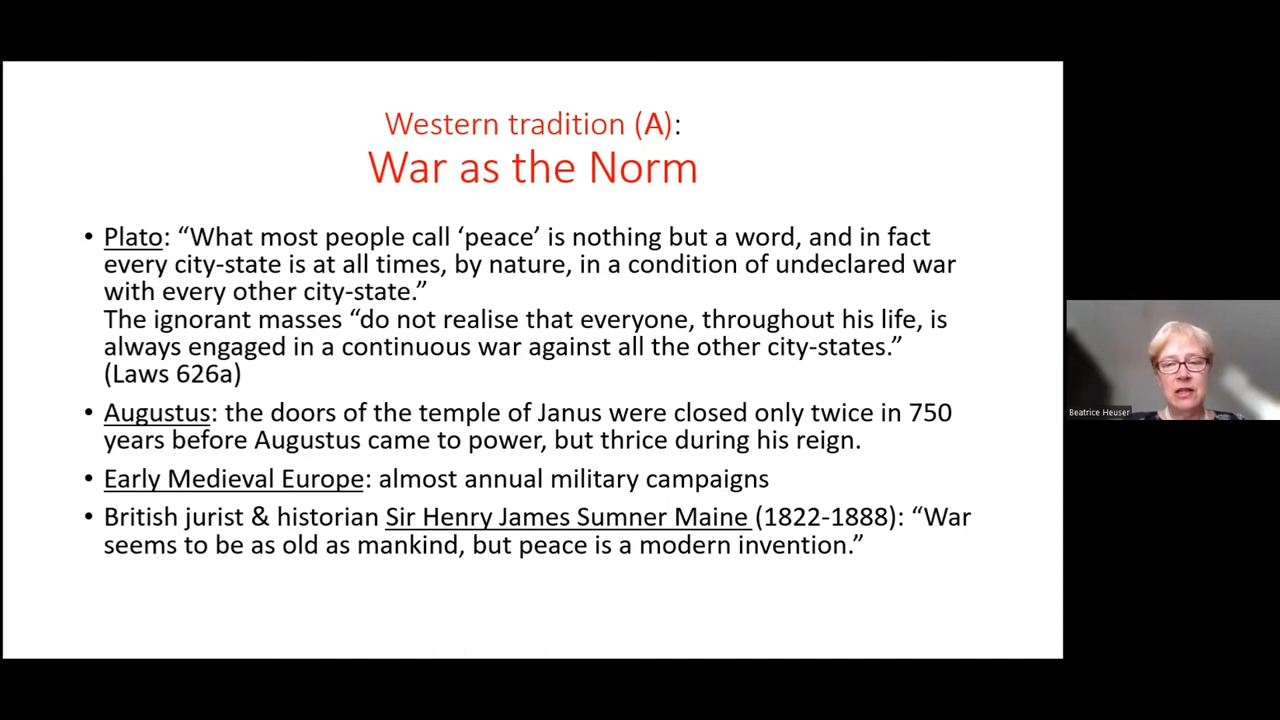 Western tradition (A):
War as the Norm
• Plato: “What most people call ‘peace’ is nothing but a word, and in fact
every city-state is at all times, by nature, in a condition of undeclared war
with every other city-state.”
The ignorant masses “do not realise that everyone, throughout his life, is
always engaged in a continuous war against all the other city-states.”
(Laws 626a)
• Augustus: the doors of the temple of Janus were closed only twice in 750
years before Augustus came to power, but thrice during his reign.
• Early Medieval Europe: almost annual military campaigns
• British jurist & historian Sir Henry James Sumner Maine (1822-1888): “War
seems to be as old as mankind, but peace is a modern invention.”
Beatrice Heuser